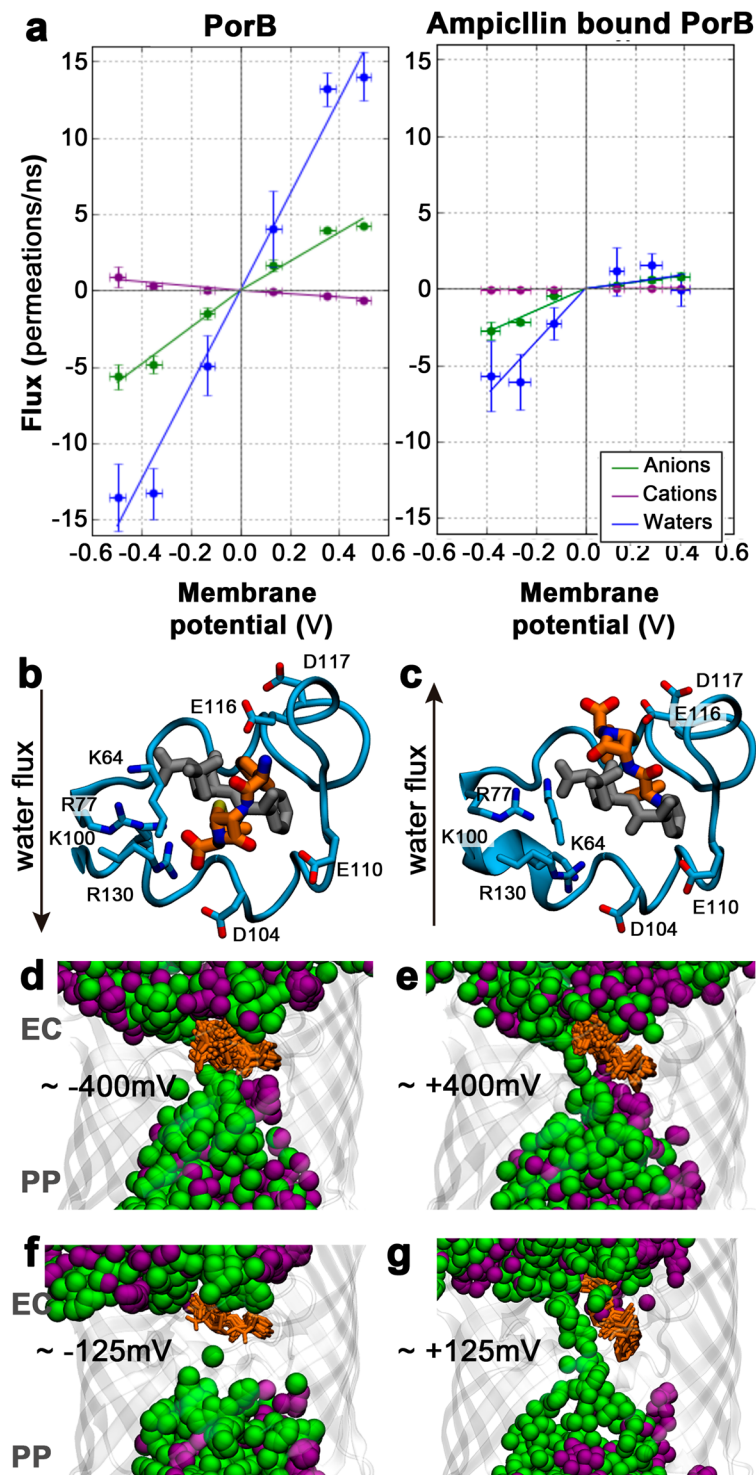 a
PorB
Ampicllin bound PorB
Flux (permeations/ns)
15
10
5
0
-5
-10
-15
-0.6 -0.4 -0.2 0.0 0.2 0.4 0.6
15
10
5
0
-5
-10
-15
-0.6 -0.4 -0.2 0.0 0.2 0.4 0.6
Anions
Cations
Waters
Membrane
potential (V)
Membrane
potential (V)
b
water flux
D117
E116
K64
R77
K100
R130
E110
D104
c
water flux
D117
E116
R77
K100
K64
R130
E110
D104
d
EC
~ -400mV
PP
e
~ +400mV
f
EC
~ -125mV
PP
g
~ +125mV